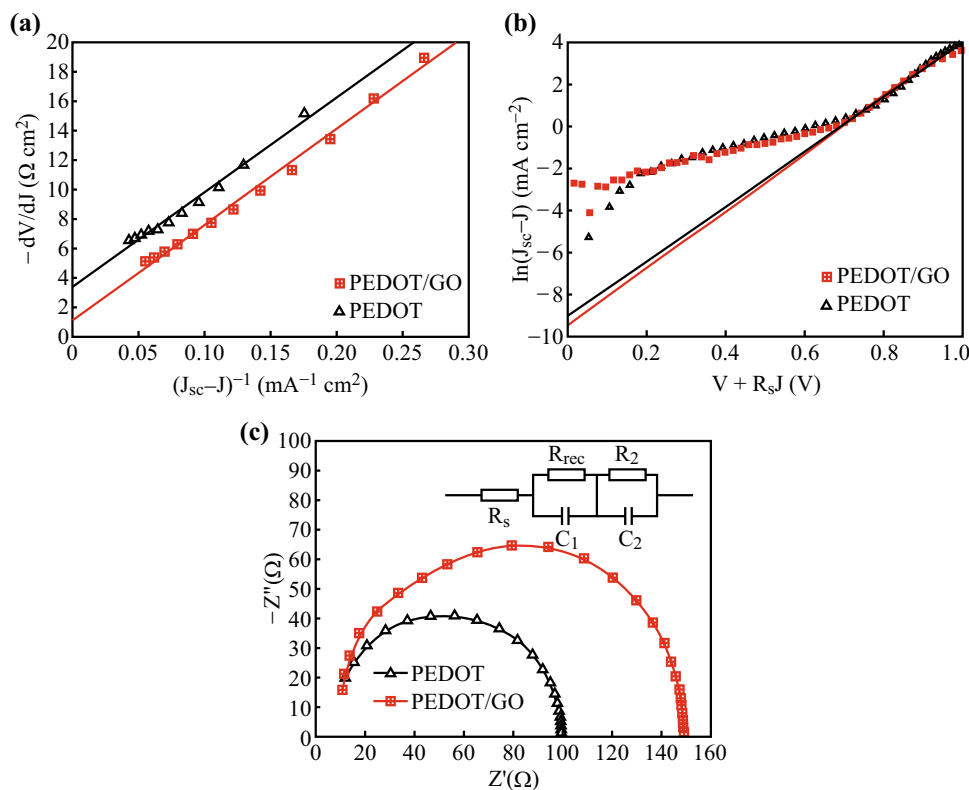 (a)
20
18
16
14
12
10
8
6
4
2
0
−dV/dJ (Ω cm2)
PEDOT/GO
PEDOT
0
0.05
0.10
0.15
0.20
0.25
0.30
(Jsc−J)−1 (mA−1 cm2)
(b)
4
2
0
−2
−4
−6
−8
−10
ln(Jsc−J) (mA cm−2)
PEDOT/GO
PEDOT
0
0.2
0.4
0.6
0.8
1.0
V + RsJ (V)
(c)
100
90
80
70
60
50
40
30
20
10
0
−Z''(Ω)
Rrec
R2
Rs
C1
C2
PEDOT
PEDOT/GO
0
20
40
60
80
100
120
140
160
Z'(Ω)